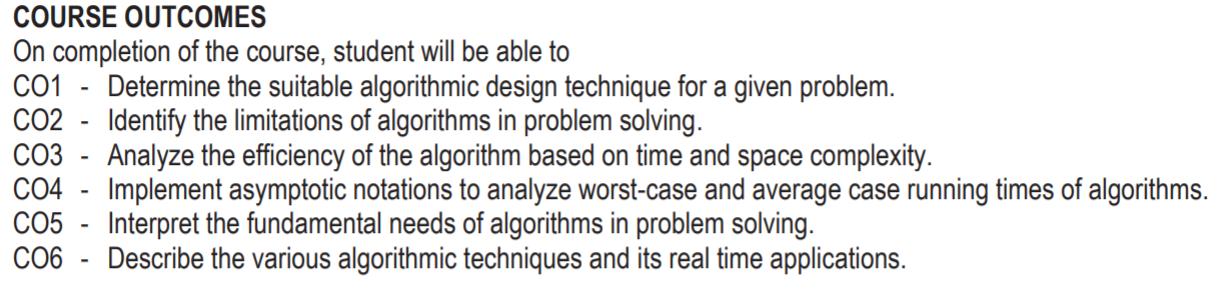 COURSE OUTCOMES
On completion of the course, student will be able to
CO1 - Determine the suitable algorithmic design technique for a given problem.
CO2 - Identify the limitations of algorithms in problem solving.
CO3 - Analyze the efficiency of the algorithm based on time and space complexity.
CO4 - Implement asymptotic notations to analyze worst-case and average case running times of algorithms.
CO5 - Interpret the fundamental needs of algorithms in problem solving.
CO6 - Describe the various algorithmic techniques and its real time applications.